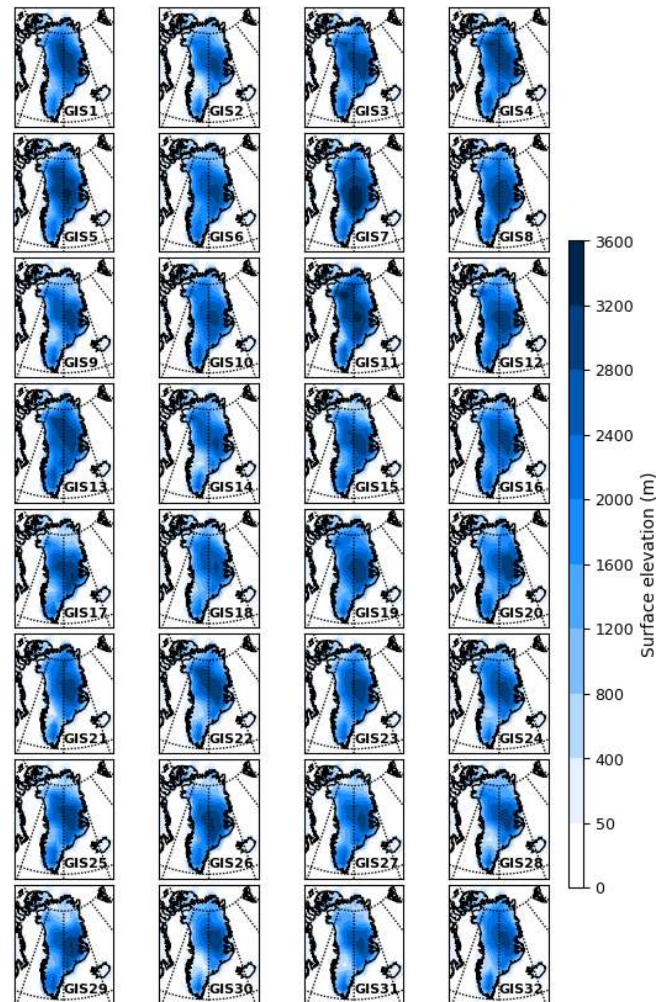 GIS1 GIS2 GIS3 GIS4
GIS5 GIS6 GIS7 GIS8
GIS9 GIS10 GIS11 GIS12
GIS13 GIS14 GIS15 GIS16
GIS17 GIS18 GIS19 GIS20
GIS21 GIS22 GIS23 GIS24
GIS25 GIS26 GIS27 GIS28
GIS29 GIS30 GIS31 GIS32
3600
3200
2800
2400
2000
1600
1200
800
400
50
0
Surface elevation (m)